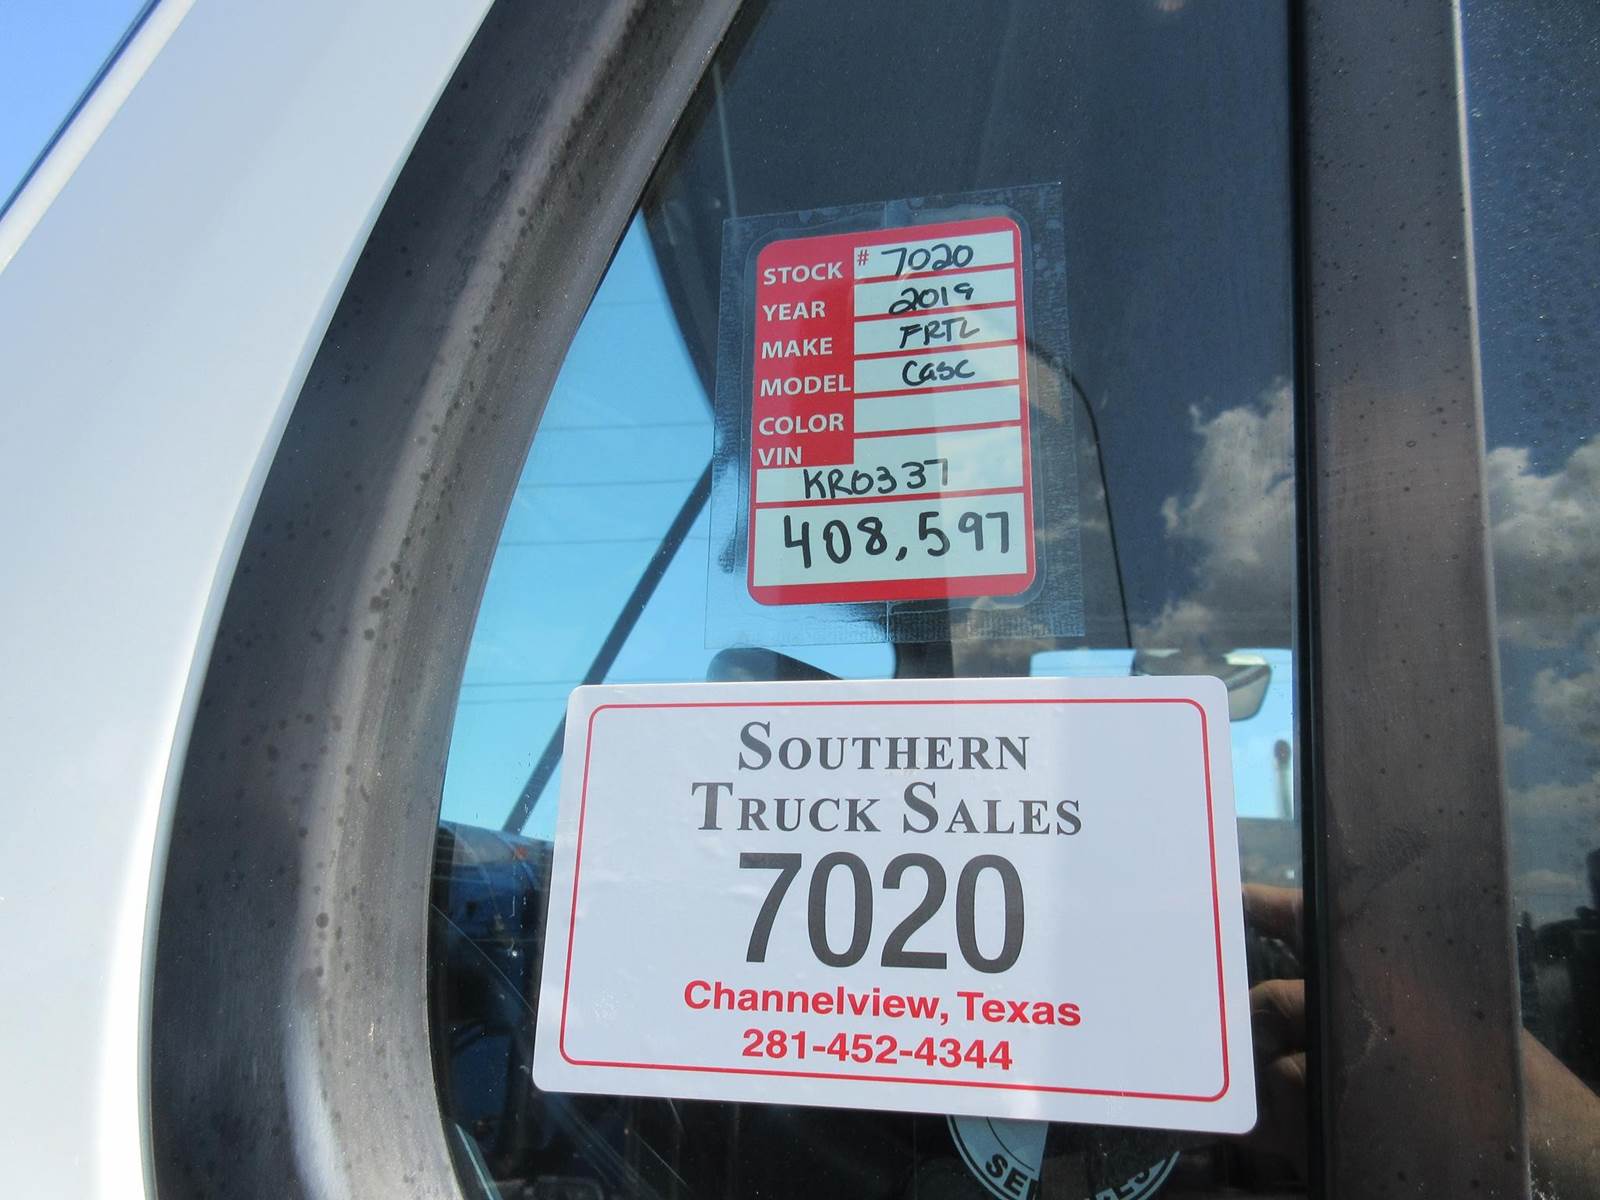 STOCK # 7020
YEAR 2019
MAKE FRTL
MODEL CASC
COLOR
VIN
KR0337
408,597
SOUTHERN
TRUCK SALES
7020
Channelview, Texas
281-452-4344